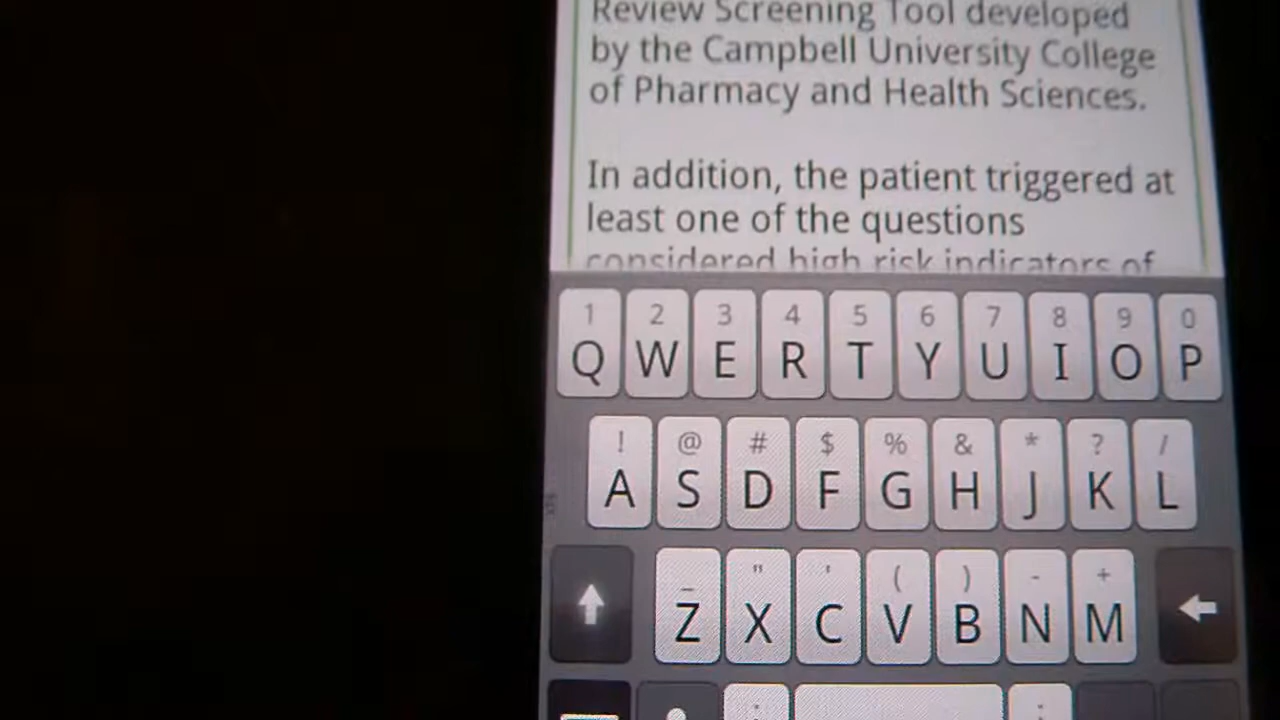 Review Screening Tool developed
by the Campbell University College
of Pharmacy and Health Sciences.
In addition, the patient triggered at
least one of the questions
considered high risk indicators of
1 2 3 4 5 6 7 8 9 0
Q W E R T Y U I O P
! @ # $ % & * ? /
A S D F G H J K L
_ " ' ( ) - +
Z X C V B N M